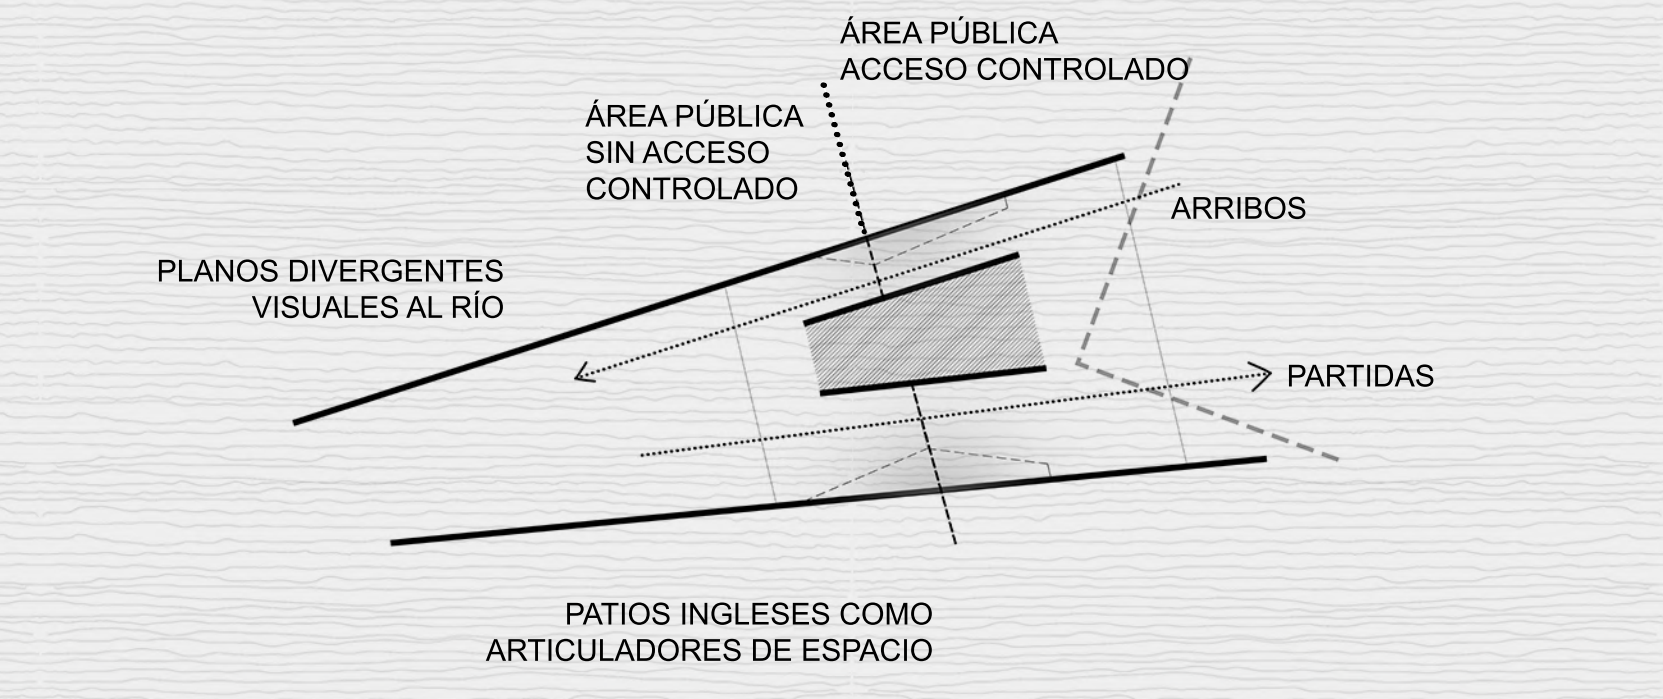 ÁREA PÚBLICA
ACCESO CONTROLADO
ÁREA PÚBLICA
SIN ACCESO
CONTROLADO
ARRIBOS
PLANOS DIVERGENTES
VISUALES AL RÍO
PARTIDAS
PATIOS INGLESES COMO
ARTICULADORES DE ESPACIO